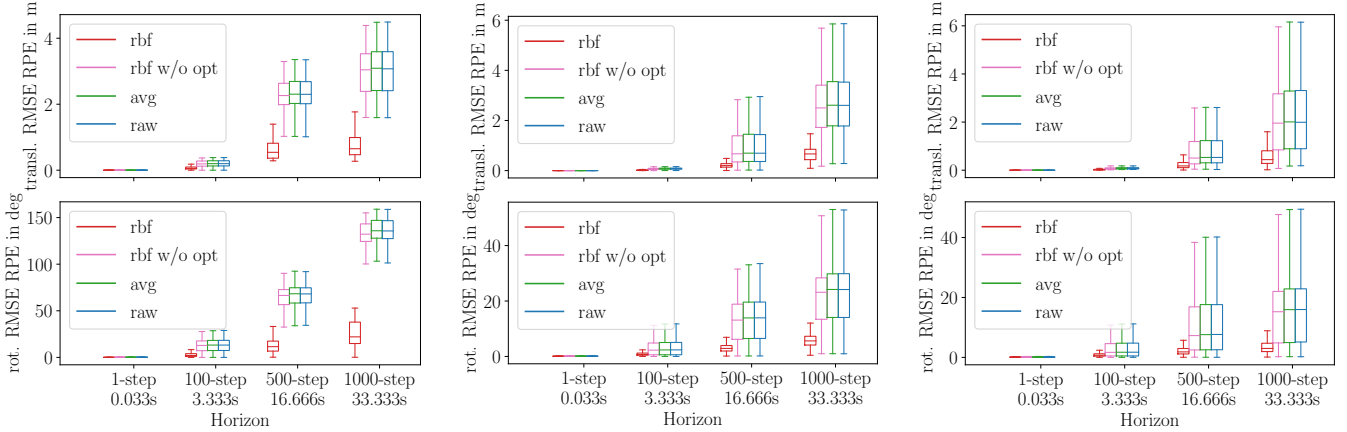 transl. RMSE RPE in m
4
2
0
rbf
rbf w/o opt
avg
raw
6
4
2
0
rbf
rbf w/o opt
avg
raw
transl. RMSE RPE in m
6
4
2
0
rbf
rbf w/o opt
avg
raw
transl. RMSE RPE in m
rot. RMSE RPE in deg
150
100
50
0
rbf
rbf w/o opt
avg
raw
1-step 100-step 500-step 1000-step
0.033s 3.333s 16.666s 33.333s
Horizon
rot. RMSE RPE in deg
40
20
0
rbf
rbf w/o opt
avg
raw
1-step 100-step 500-step 1000-step
0.033s 3.333s 16.666s 33.333s
Horizon
rot. RMSE RPE in deg
40
20
0
rbf
rbf w/o opt
avg
raw
1-step 100-step 500-step 1000-step
0.033s 3.333s 16.666s 33.333s
Horizon